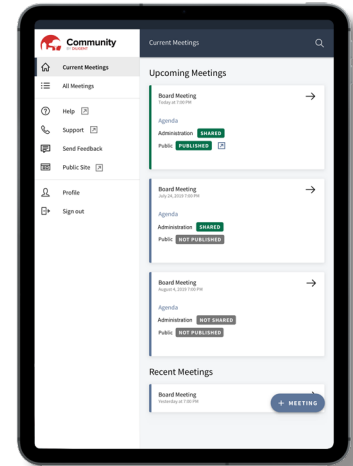 Community
BY DILIGENT
Current Meetings
All Meetings
Help
Support
Send Feedback
Public Site
Profile
Sign out
Current Meetings
Upcoming Meetings
Board Meeting
Today at 7:00 PM
Agenda
Administration SHARED
Public PUBLISHED
Board Meeting
July 24, 2019 7:00 PM
Agenda
Administration SHARED
Public NOT PUBLISHED
Board Meeting
August 4, 2019 7:00 PM
Agenda
Administration NOT SHARED
Public NOT PUBLISHED
Recent Meetings
Board Meeting
Yesterday at 7:00 PM
+ MEETING